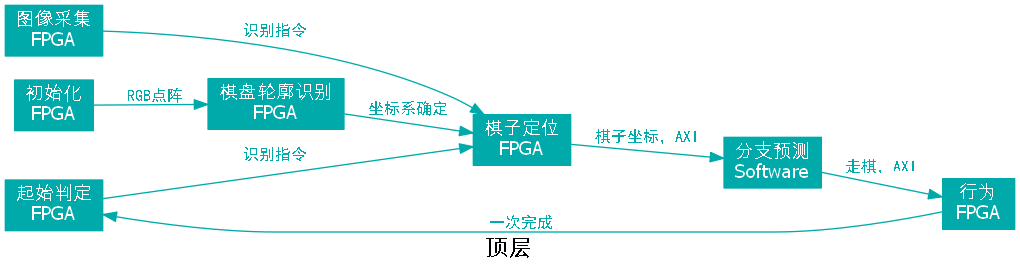 图像采集
FPGA
识别指令
初始化
FPGA
RGB点阵
棋盘轮廓识别
FPGA
坐标系确定
棋子定位
FPGA
棋子坐标，AXI
分支预测
Software
走棋，AXI
行为
FPGA
识别指令
起始判定
FPGA
一次完成
顶层